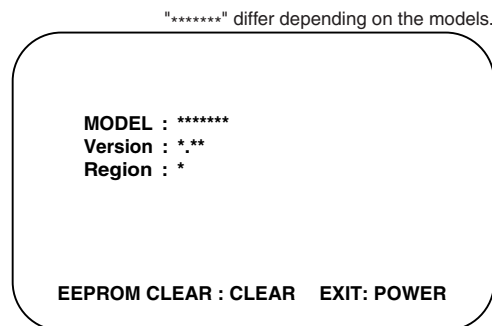 "*******" differ depending on the models.
MODEL : *******
Version : *.**
Region : *
EEPROM CLEAR : CLEAR EXIT: POWER